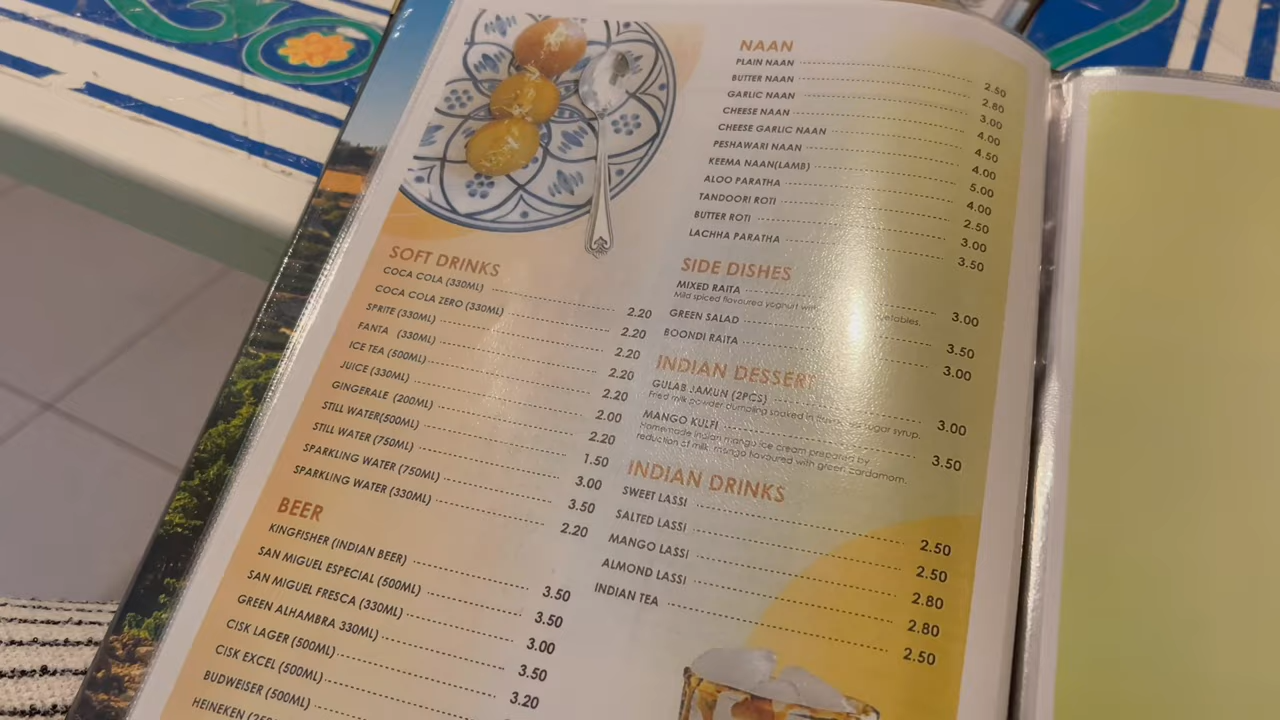 SOFT DRINKS
COCA COLA (330ML) 2.20
COCA COLA ZERO (330ML) 2.20
SPRITE (330ML) 2.20
FANTA (330ML) 2.20
ICE TEA (500ML) 2.20
JUICE (330ML) 2.00
GINGERALE (200ML) 2.20
STILL WATER(500ML) 1.50
STILL WATER (750ML) 3.00
SPARKLING WATER (750ML) 3.50
SPARKLING WATER (330ML) 2.20
BEER
KINGFISHER (INDIAN BEER) 3.50
SAN MIGUEL ESPECIAL (500ML) 3.50
SAN MIGUEL FRESCA (330ML) 3.00
GREEN ALHAMBRA 330ML) 3.50
CISK LAGER (500ML) 3.20
CISK EXCEL (500ML)
BUDWEISER (500ML)
HEINEKEN
NAAN
PLAIN NAAN 2.50
BUTTER NAAN 2.80
GARLIC NAAN 3.00
CHEESE NAAN 4.00
CHEESE GARLIC NAAN 4.50
PESHAWARI NAAN 4.00
KEEMA NAAN(LAMB) 5.00
ALOO PARATHA 4.00
TANDOORI ROTI 2.50
BUTTER ROTI 3.00
LACHHA PARATHA 3.50
SIDE DISHES
MIXED RAITA 3.00
Mild spiced flavoured yoghurt
GREEN SALAD 3.50
BOONDI RAITA 3.00
INDIAN DESSERT
GULAB JAMUN (2PCS) 3.00
Fried milk powder dumpling soaked in sugar syrup.
MANGO KULFI 3.50
Homemade indian mango ice cream prepared by
reduction of milk, mango flavoured with green cardamom.
INDIAN DRINKS
SWEET LASSI 2.50
SALTED LASSI 2.50
MANGO LASSI 2.80
ALMOND LASSI 2.80
INDIAN TEA 2.50